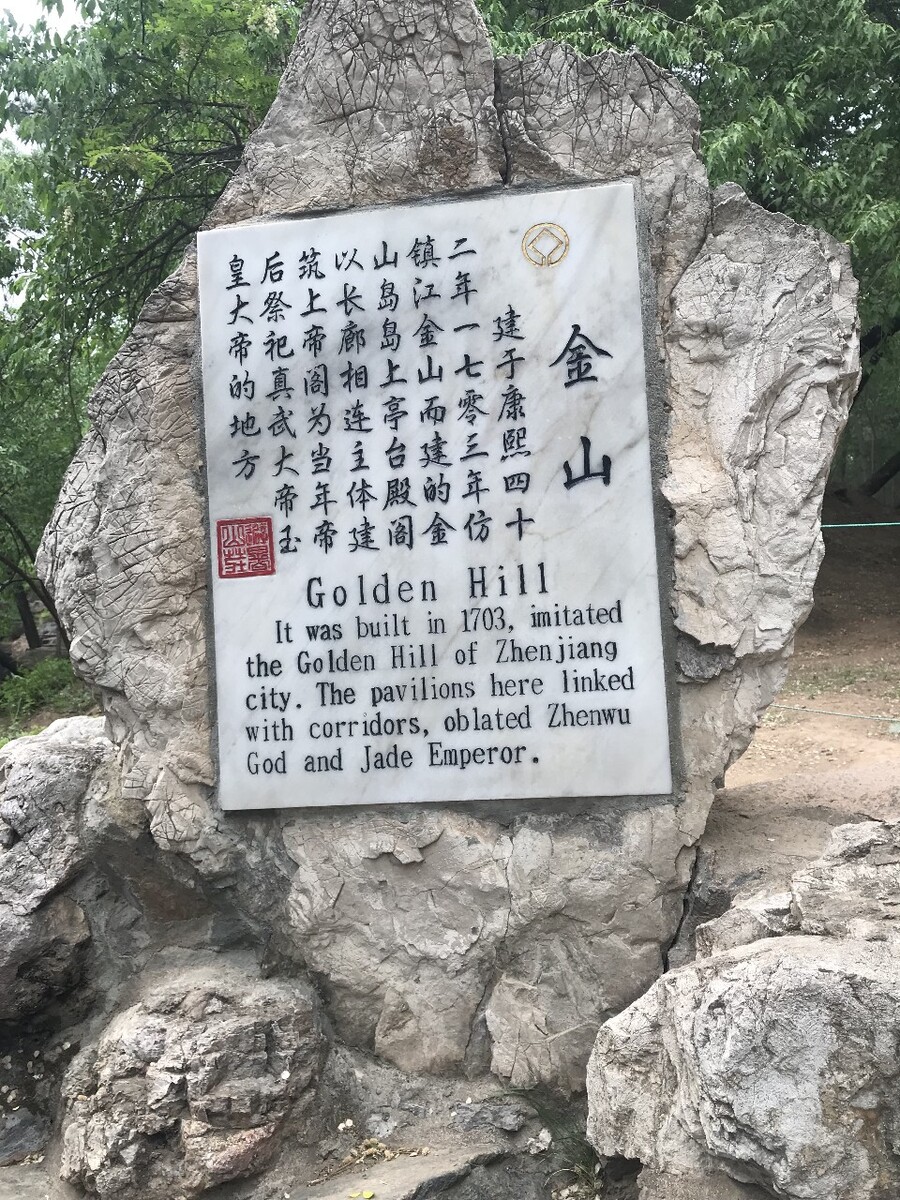 金山
建于康熙四十
二年一七零三年仿
镇江金山而建的金
山岛岛上亭台殿阁
以长廊相连主体建
筑上帝阁为当年帝
后祭祀真武大帝玉
皇大帝的地方
避暑
山莊
Golden Hill
It was built in 1703, imitated
the Golden Hill of Zhenjiang
city. The pavilions here linked
with corridors, oblated Zhenwu
God and Jade Emperor.